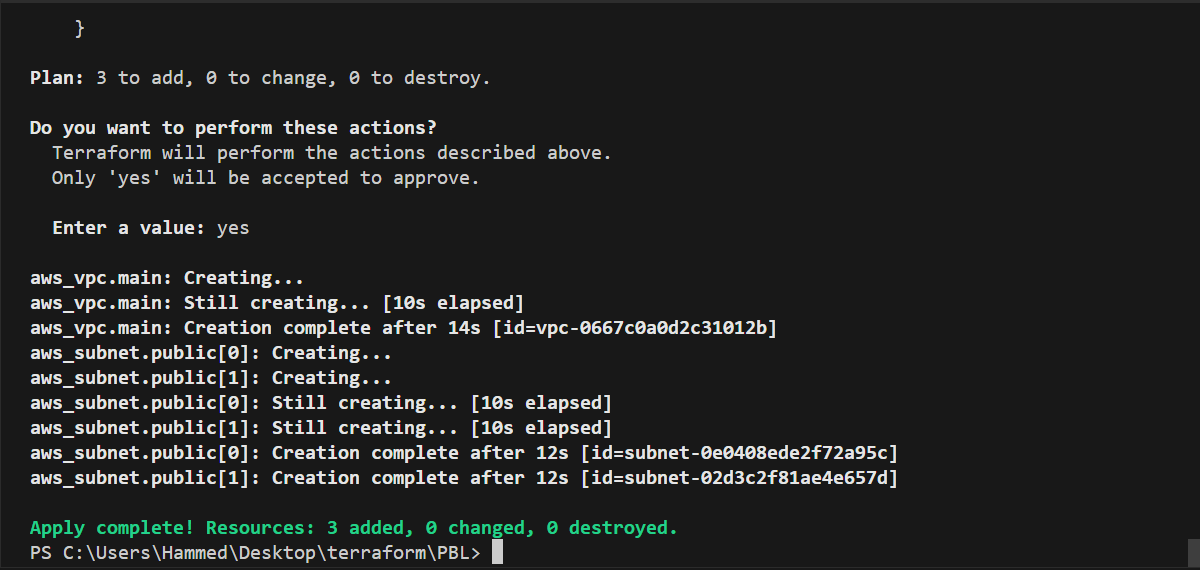 }
Plan: 3 to add, 0 to change, 0 to destroy.
Do you want to perform these actions?
Terraform will perform the actions described above.
Only 'yes' will be accepted to approve.
Enter a value: yes
aws_vpc.main: Creating...
aws_vpc.main: Still creating... [10s elapsed]
aws_vpc.main: Creation complete after 14s [id=vpc-0667c0a0d2c31012b]
aws_subnet.public[0]: Creating...
aws_subnet.public[1]: Creating...
aws_subnet.public[0]: Still creating... [10s elapsed]
aws_subnet.public[1]: Still creating... [10s elapsed]
aws_subnet.public[0]: Creation complete after 12s [id=subnet-0e0408ede2f72a95c]
aws_subnet.public[1]: Creation complete after 12s [id=subnet-02d3c2f81ae4e657d]
Apply complete! Resources: 3 added, 0 changed, 0 destroyed.
PS C:\Users\Hammed\Desktop\terraform\PBL>